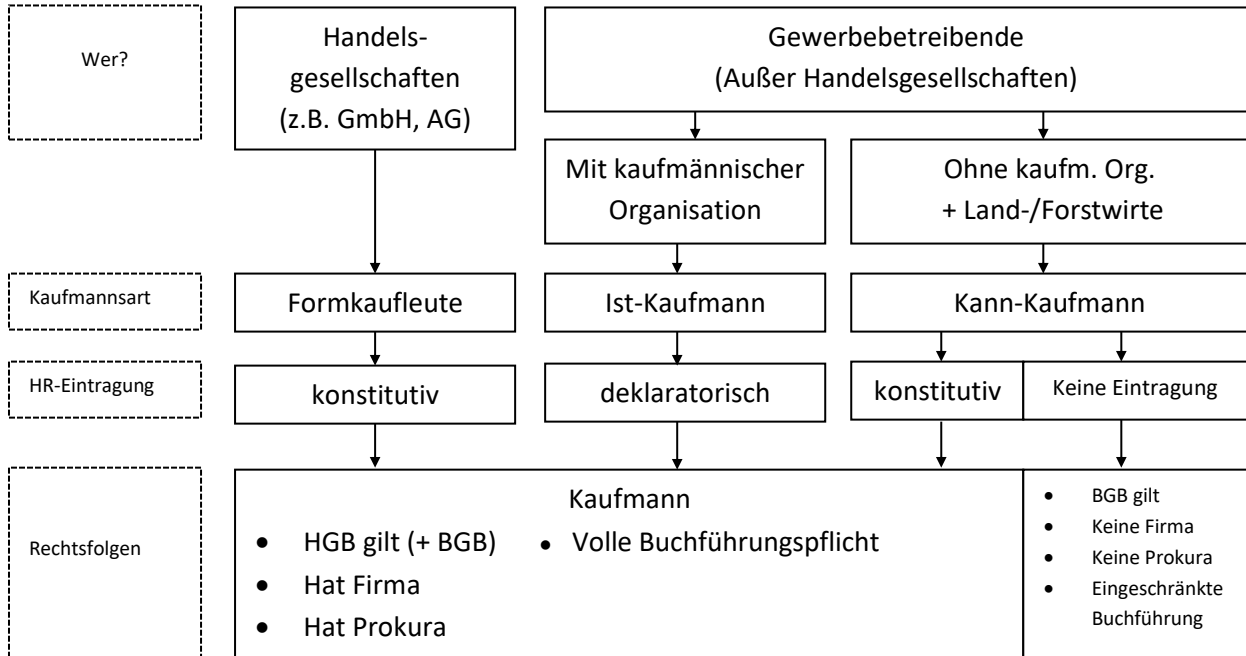 Wer?
Handels-
gesellschaften
(z.B. GmbH, AG)
Gewerbebetreibende
(Außer Handelsgesellschaften)
Mit kaufmännischer
Organisation
Ohne kaufm. Org.
+ Land-/Forstwirte
Kaufmannsart
Formkaufleute
Ist-Kaufmann
Kann-Kaufmann
HR-Eintragung
konstitutiv
deklaratorisch
konstitutiv
Keine Eintragung
Rechtsfolgen
Kaufmann
• HGB gilt (+ BGB)
• Hat Firma
• Hat Prokura
• Volle Buchführungspflicht
• BGB gilt
• Keine Firma
• Keine Prokura
• Eingeschränkte
Buchführung